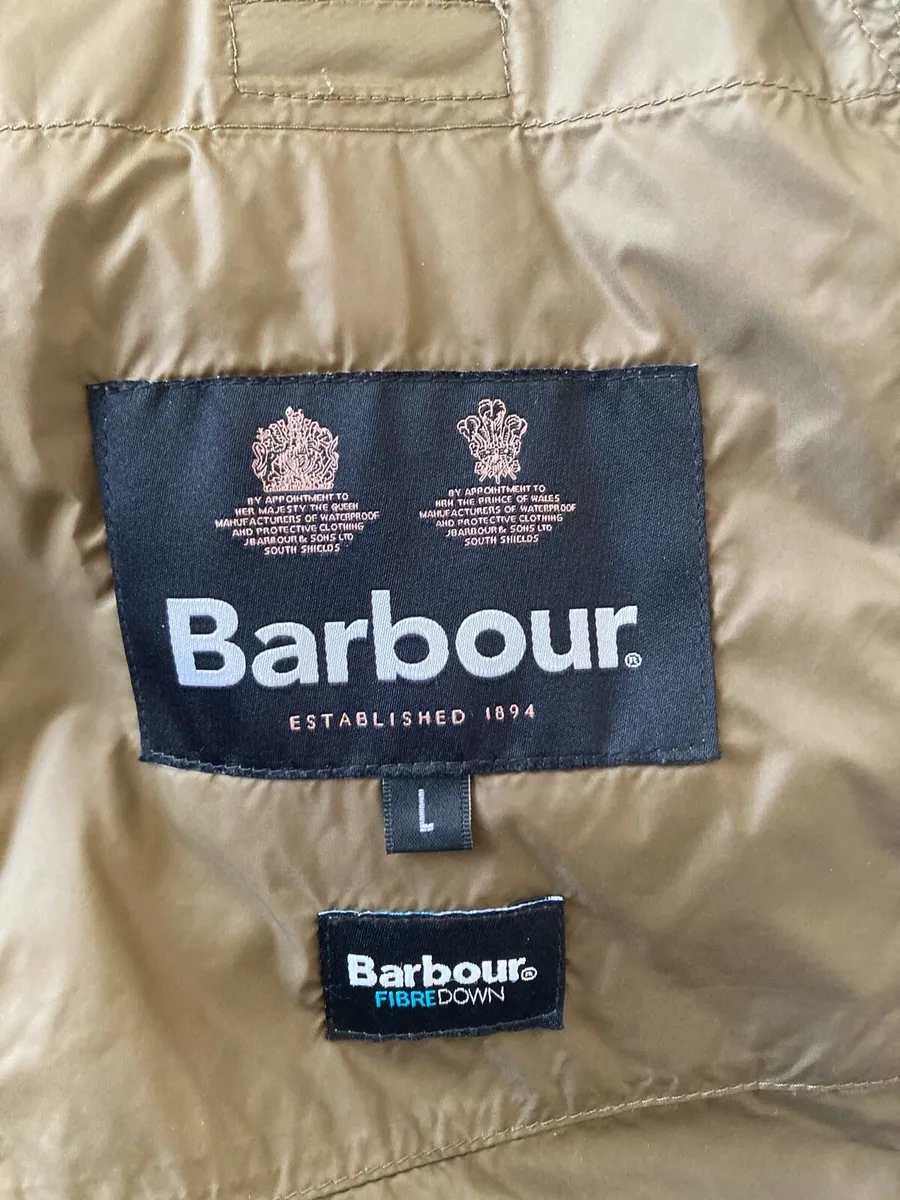 BY APPOINTMENT TO
HER MAJESTY THE QUEEN
MANUFACTURERS OF WATERPROOF
AND PROTECTIVE CLOTHING
J BARBOUR & SONS LTD
SOUTH SHIELDS
BY APPOINTMENT TO
HRH THE PRINCE OF WALES
MANUFACTURERS OF WATERPROOF
AND PROTECTIVE CLOTHING
J BARBOUR & SONS LTD
SOUTH SHIELDS
Barbour®
ESTABLISHED 1894
L
Barbour®
FIBREDOWN